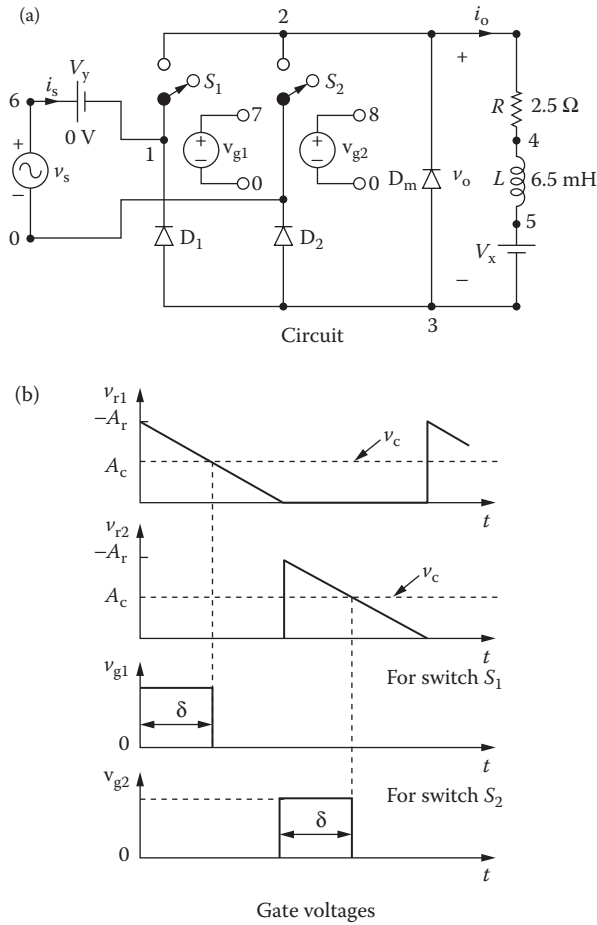 (a)
2
i_o
+
V_y
S_1
S_2
6
i_s
R
2.5 Ω
0 V
7
8
4
1
+
v_s
−
+
−
v_g1
+
−
v_g2
D_m
v_o
L
6.5 mH
0
0
5
0
D_1
D_2
V_x
−
3
Circuit
(b)
v_r1
−A_r
v_c
A_c
t
v_r2
−A_r
v_c
A_c
t
v_g1
For switch S_1
δ
0
t
v_g2
For switch S_2
δ
0
t
Gate voltages